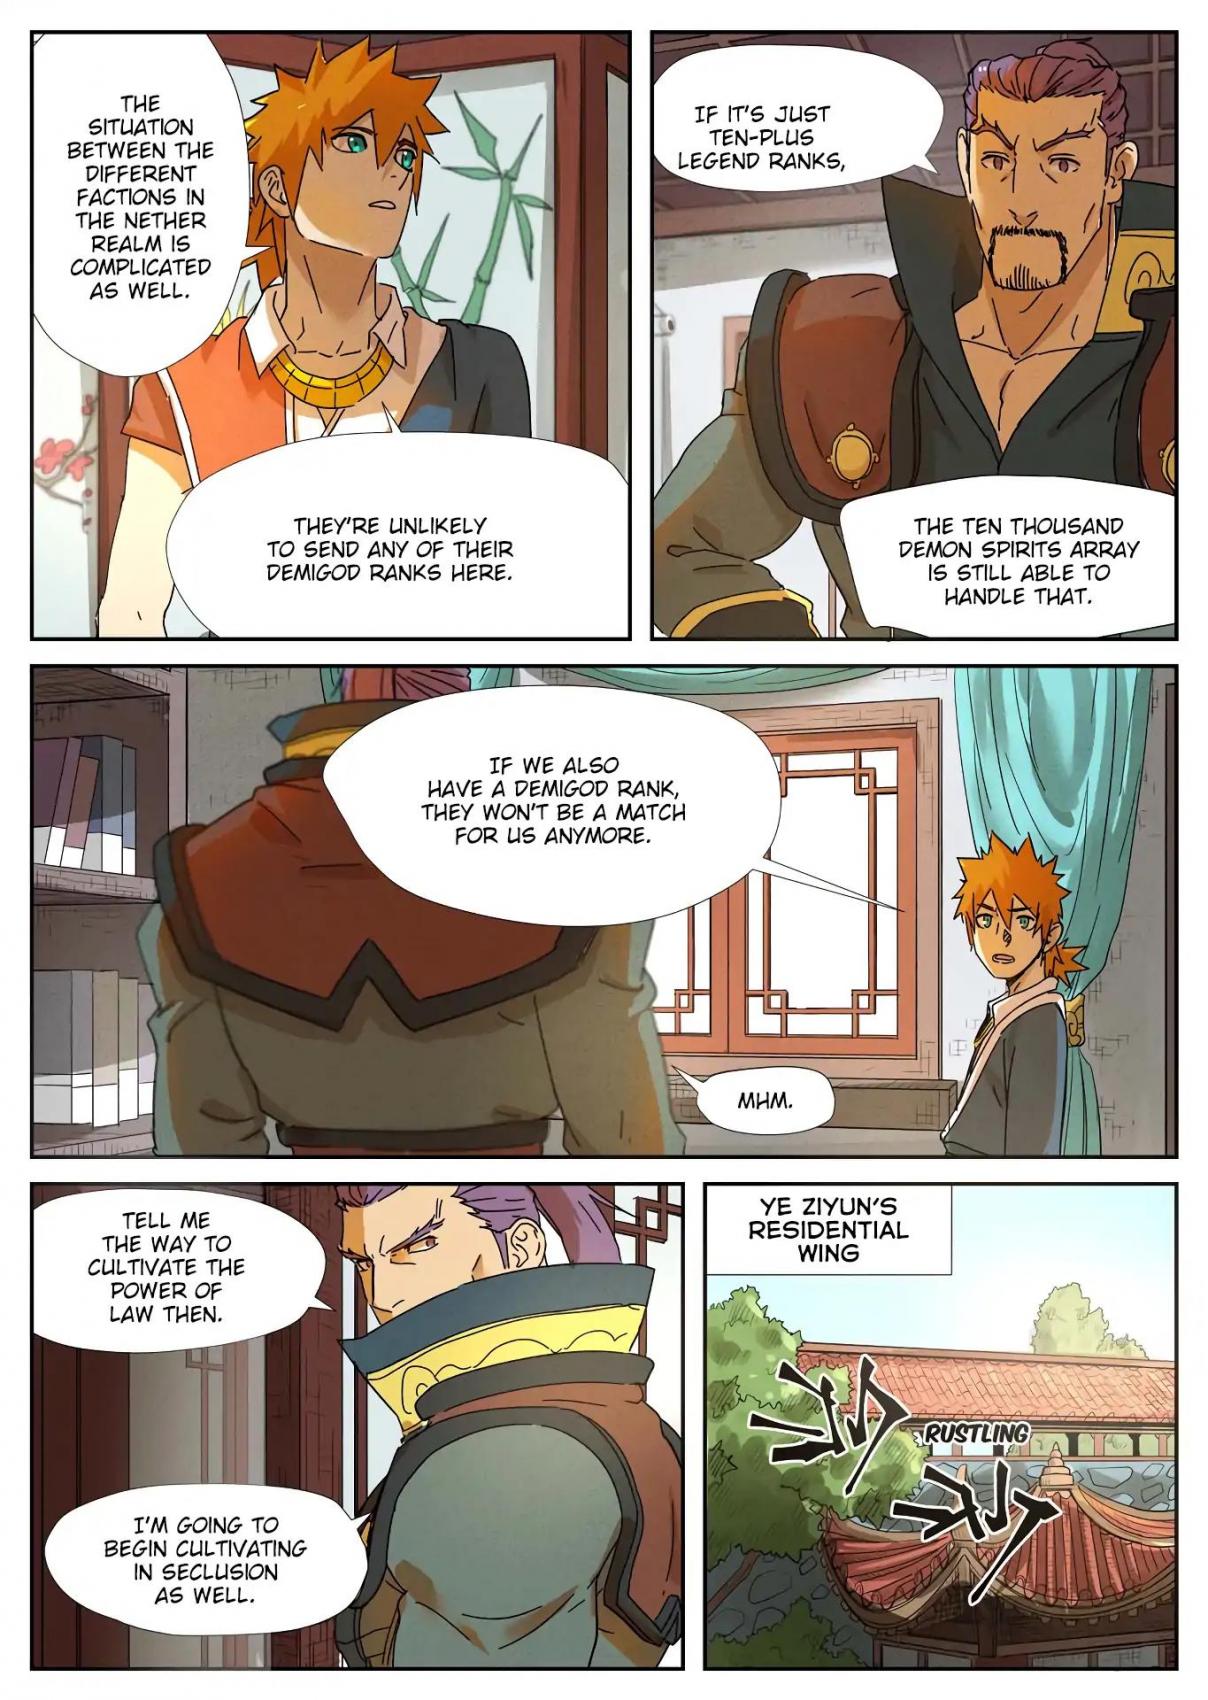 THE
SITUATION
BETWEEN THE
DIFFERENT
FACTIONS IN
THE NETHER
REALM IS
COMPLICATED
AS WELL.
THEY'RE UNLIKELY
TO SEND ANY OF THEIR
DEMIGOD RANKS HERE.
IF IT'S JUST
TEN-PLUS
LEGEND RANKS,
THE TEN THOUSAND
DEMON SPIRITS ARRAY
IS STILL ABLE TO
HANDLE THAT.
IF WE ALSO
HAVE A DEMIGOD RANK,
THEY WON'T BE A MATCH
FOR US ANYMORE.
MHM.
TELL ME
THE WAY TO
CULTIVATE THE
POWER OF
LAW THEN.
I'M GOING TO
BEGIN CULTIVATING
IN SECLUSION
AS WELL.
YE ZIYUN'S
RESIDENTIAL
WING
RUSTLING